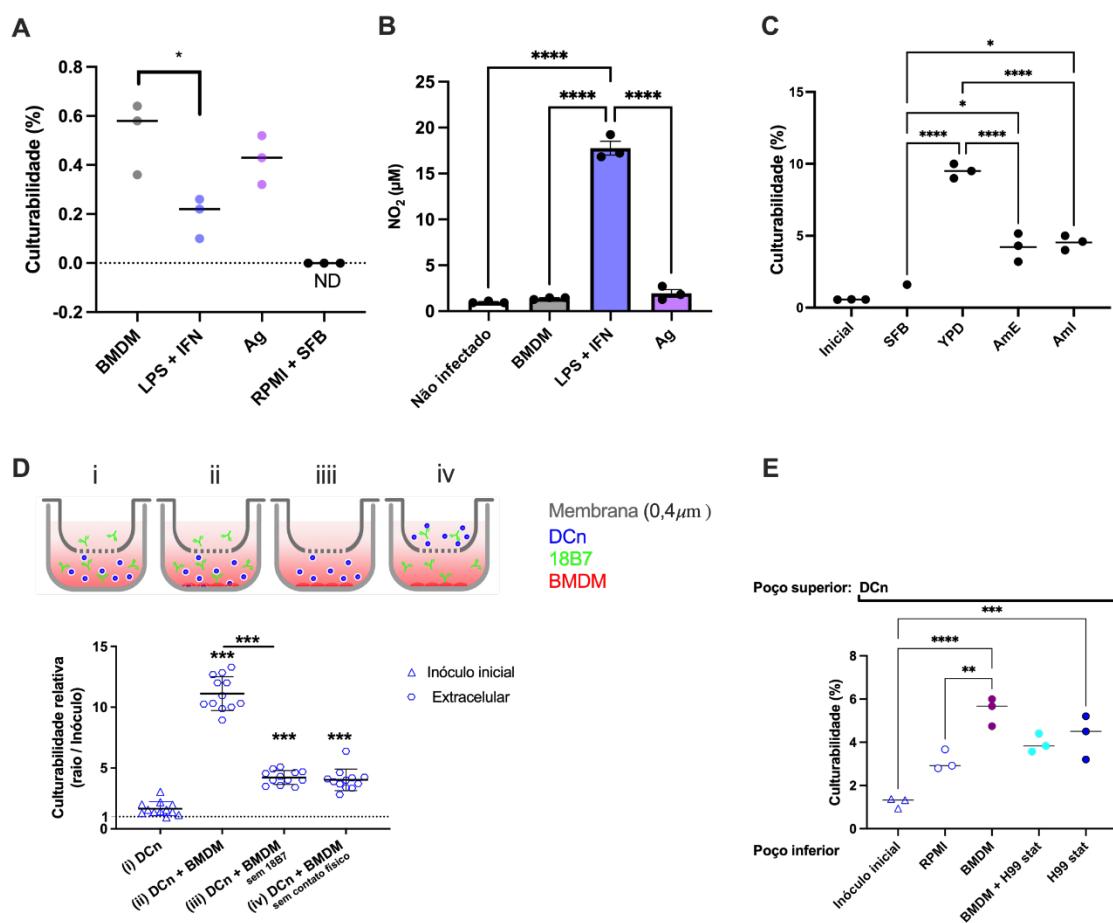 A
Culturabilidade (%)
0.8
0.6
0.4
0.2
0.0
-0.2
*
ND
BMDM
LPS + IFN
Ag
RPMI + SFB
B
NO2 (µM)
25
20
15
10
5
0
****
**** ****
Não infectado
BMDM
LPS + IFN
Ag
C
Culturabilidade (%)
15
10
5
0
*
****
*
**** ****
Inicial
SFB
YPD
AmE
AmI
D
i ii iiii iv
Membrana (0,4µm )
DCn
18B7
BMDM
Culturabilidade relativa
(raio / Inóculo)
15
10
5
1
0
***
***
*** ***
Inóculo inicial
Extracelular
(i) DCn
(ii) DCn + BMDM
(iii) DCn + BMDM
sem 18B7
(iv) DCn + BMDM
sem contato físico
E
Poço superior: DCn
Culturabilidade (%)
8
6
4
2
0
***
****
**
Poço inferior
Inóculo inicial
RPMI
BMDM
BMDM + H99 stat
H99 stat